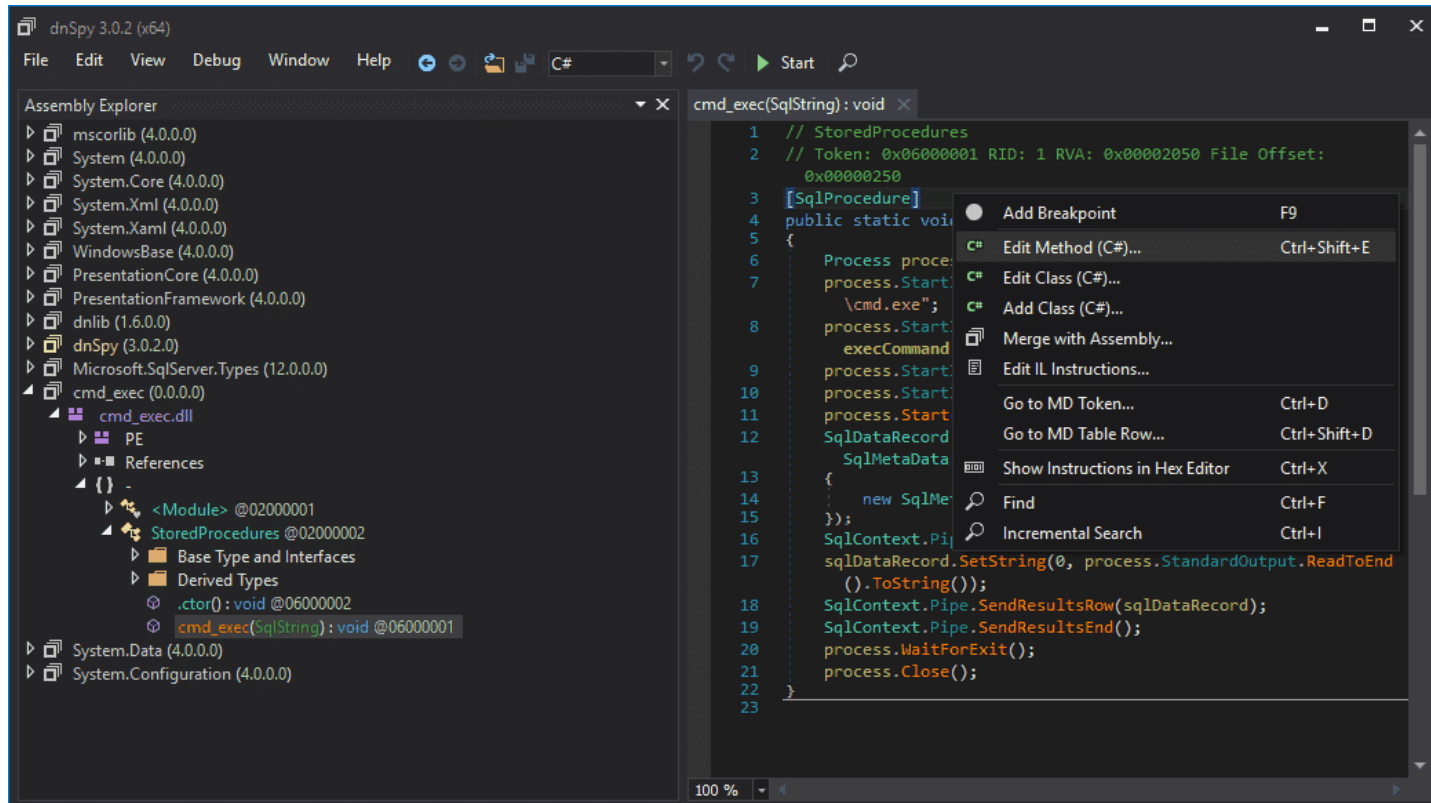 dnSpy 3.0.2 (x64)
File Edit View Debug Window Help C# Start
Assembly Explorer
mscorlib (4.0.0.0)
System (4.0.0.0)
System.Core (4.0.0.0)
System.Xml (4.0.0.0)
System.Xaml (4.0.0.0)
WindowsBase (4.0.0.0)
PresentationCore (4.0.0.0)
PresentationFramework (4.0.0.0)
dnlib (1.6.0.0)
dnSpy (3.0.2.0)
Microsoft.SqlServer.Types (12.0.0.0)
cmd_exec (0.0.0.0)
cmd_exec.dll
PE
References
{ } -
<Module> @02000001
StoredProcedures @02000002
Base Type and Interfaces
Derived Types
.ctor() : void @06000002
cmd_exec(SqlString) : void @06000001
System.Data (4.0.0.0)
System.Configuration (4.0.0.0)
cmd_exec(SqlString) : void
1 // StoredProcedures
2 // Token: 0x06000001 RID: 1 RVA: 0x00002050 File Offset:
0x00000250
3 [SqlProcedure]
4 public static voi
5 {
6 Process proce
7 process.Start
\cmd.exe";
8 process.Start
execCommand
9 process.Start
10 process.Start
11 process.Start
12 SqlDataRecord
SqlMetaData
13 {
14 new SqlMe
15 });
16 SqlContext.Pi
17 sqlDataRecord.SetString(0, process.StandardOutput.ReadToEnd
().ToString());
18 SqlContext.Pipe.SendResultsRow(sqlDataRecord);
19 SqlContext.Pipe.SendResultsEnd();
20 process.WaitForExit();
21 process.Close();
22 }
23
Add Breakpoint F9
C# Edit Method (C#)... Ctrl+Shift+E
C# Edit Class (C#)...
C# Add Class (C#)...
Merge with Assembly...
Edit IL Instructions...
Go to MD Token... Ctrl+D
Go to MD Table Row... Ctrl+Shift+D
Show Instructions in Hex Editor Ctrl+X
Find Ctrl+F
Incremental Search Ctrl+I
100 %